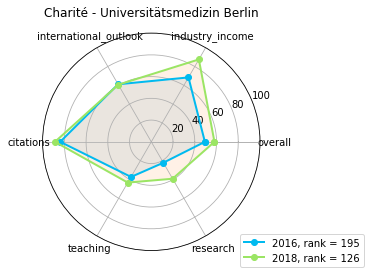 Charité - Universitätsmedizin Berlin
international_outlook
industry_income
100
80
60
40
20
citations
overall
teaching
research
2016, rank = 195
2018, rank = 126